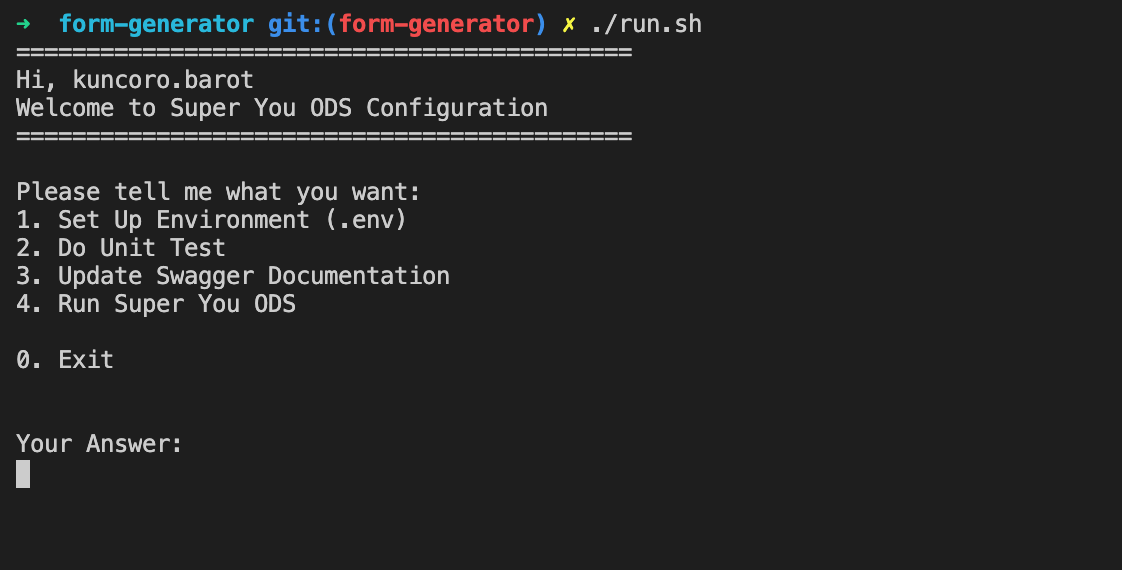 ➜  form-generator git:(form-generator) ✗ ./run.sh
============================================
Hi, kuncoro.barot
Welcome to Super You ODS Configuration
============================================
Please tell me what you want:
1. Set Up Environment (.env)
2. Do Unit Test
3. Update Swagger Documentation
4. Run Super You ODS
0. Exit
Your Answer: